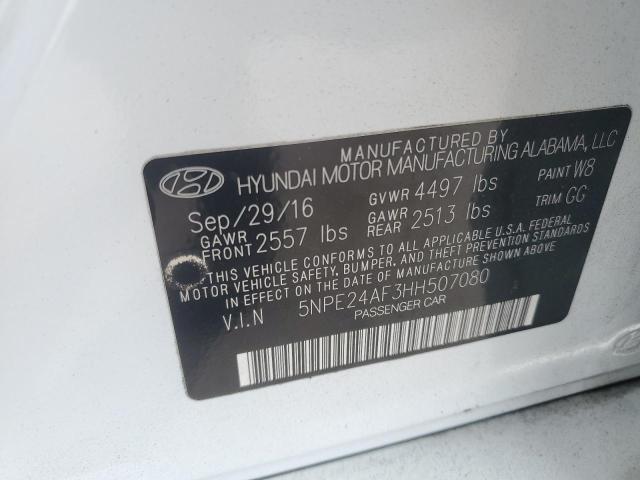 MANUFACTURED BY
HYUNDAI MOTOR MANUFACTURING ALABAMA, LLC
Sep/29/16 GVWR 4497 lbs PAINT W8
GAWR FRONT 2557 lbs GAWR REAR 2513 lbs TRIM GG
THIS VEHICLE CONFORMS TO ALL APPLICABLE U.S.A. FEDERAL
MOTOR VEHICLE SAFETY, BUMPER, AND THEFT PREVENTION STANDARDS
IN EFFECT ON THE DATE OF MANUFACTURE SHOWN ABOVE.
V.I.N 5NPE24AF3HH507080
PASSENGER CAR